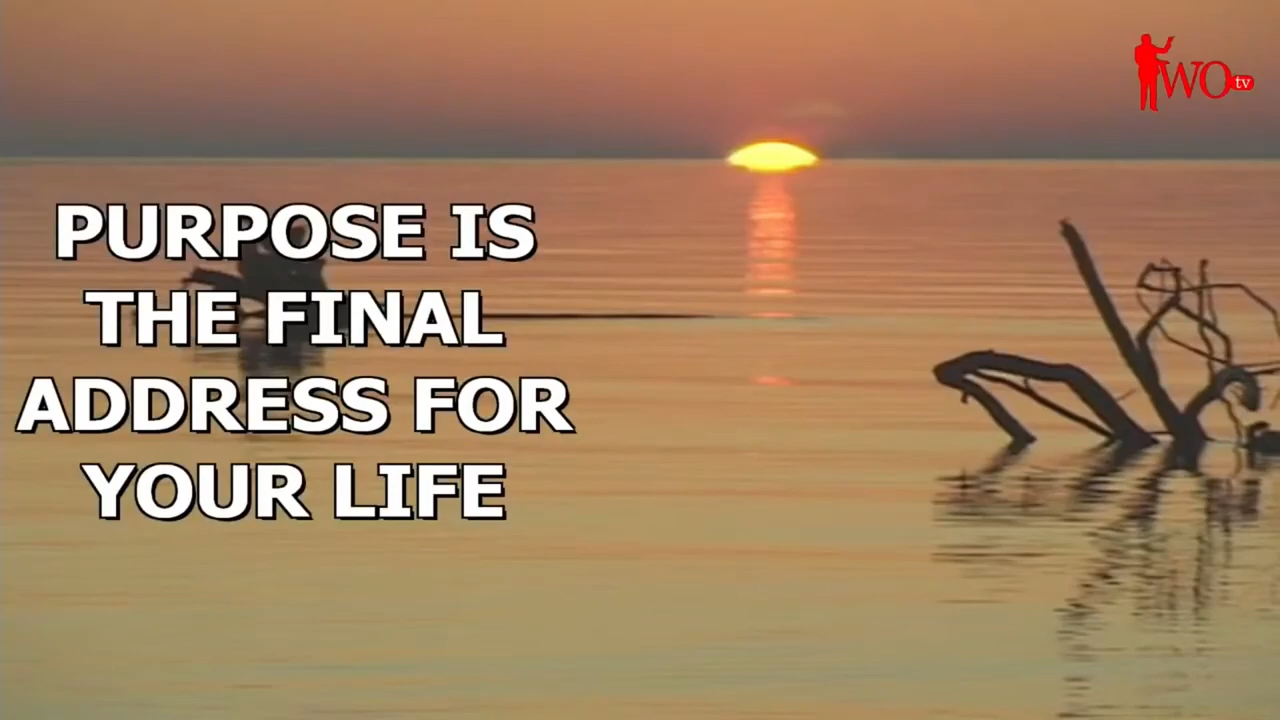 WO tv
PURPOSE IS
THE FINAL
ADDRESS FOR
YOUR LIFE